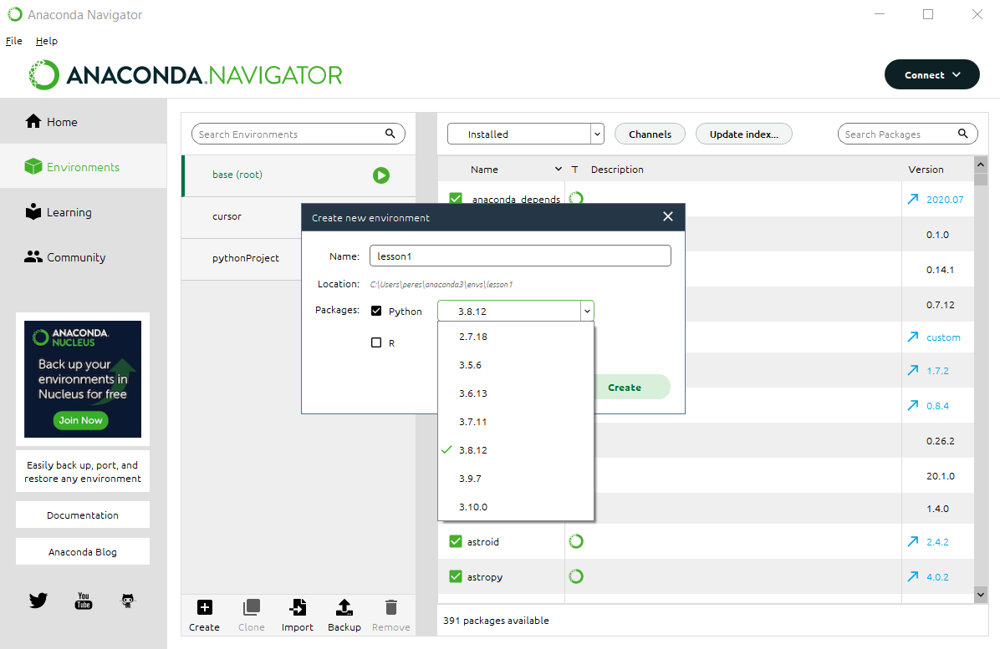 Anaconda Navigator
File Help
ANACONDA.NAVIGATOR
Connect
Home
Environments
Learning
Community
ANACONDA.
NUCLEUS
Back up your
environments in
Nucleus for free
Join Now
Easily back up, port, and
restore any environment
Documentation
Anaconda Blog
You
Tube
Search Environments
base (root)
cursor
pythonProject
Create
Clone
Import
Backup
Remove
Installed
Channels
Update index...
Search Packages
Name
T
Description
Version
anaconda_depends
2020.07
0.1.0
0.14.1
0.7.12
custom
1.7.2
0.8.4
0.26.2
20.1.0
1.4.0
astroid
2.4.2
astropy
4.0.2
391 packages available
Create new environment
Name:
lesson1
Location:
C:\Users\peres\anaconda3\envs\lesson1
Packages:
Python
3.8.12
R
2.7.18
3.5.6
3.6.13
3.7.11
3.8.12
3.9.7
3.10.0
Create